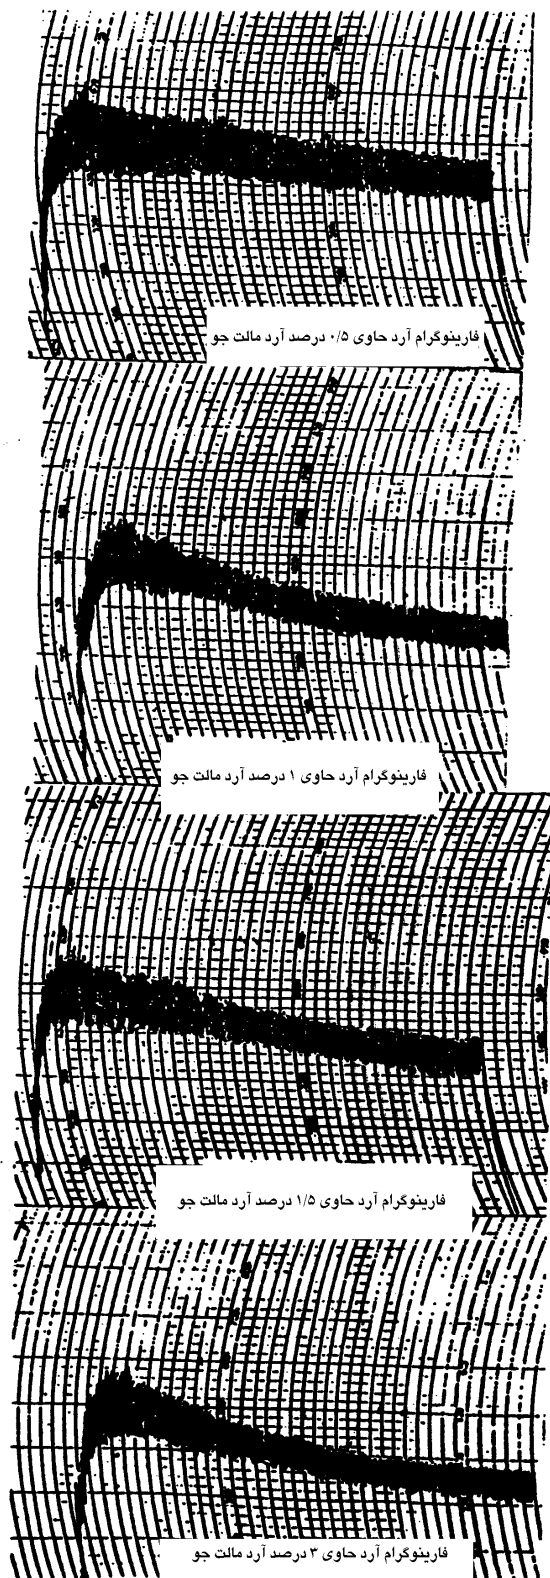 فارینوگرام آرد حاوی ۰/۵ درصد آرد مالت جو
فارینوگرام آرد حاوی ۱ درصد آرد مالت جو
فارینوگرام آرد حاوی ۱/۵ درصد آرد مالت جو
فارینوگرام آرد حاوی ۳ درصد آرد مالت جو